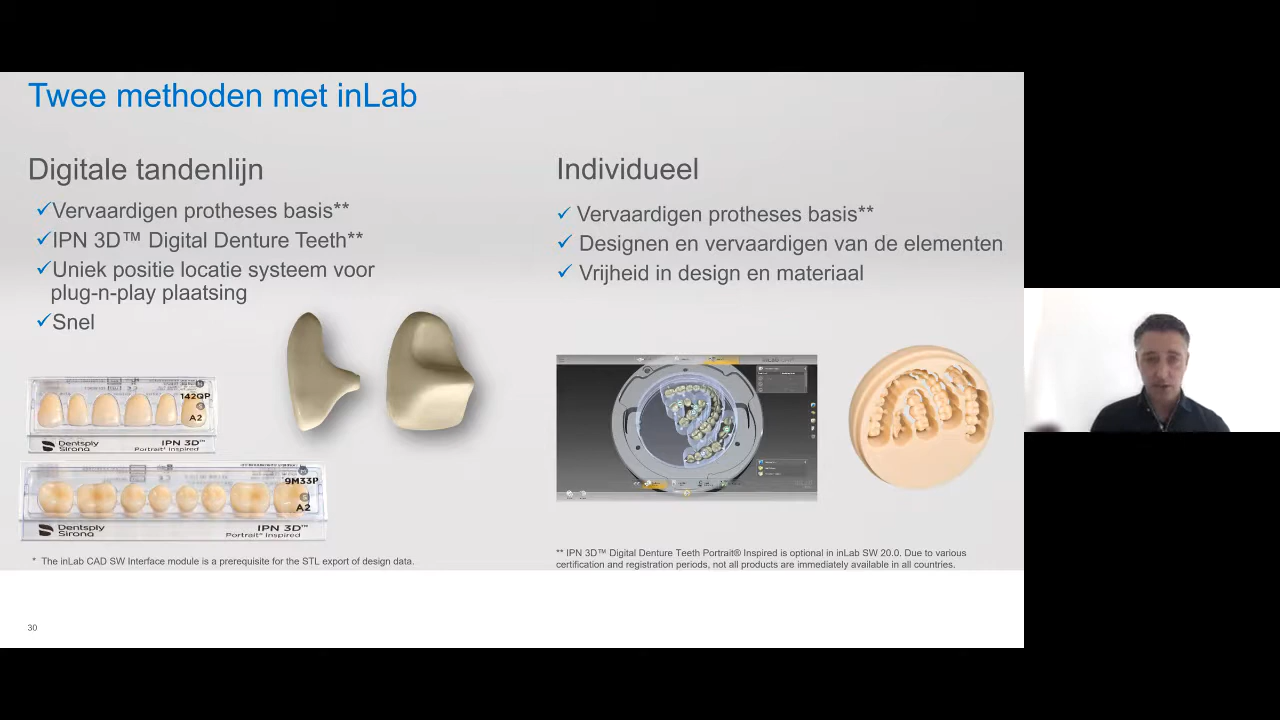 Twee methoden met inLab
Digitale tandenlijn
✓Vervaardigen protheses basis**
✓IPN 3D™ Digital Denture Teeth**
✓Uniek positie locatie systeem voor
plug-n-play plaatsing
✓Snel
142QP
A2
Dentsply
Sirona
IPN 3D™
Portrait® Inspired
9M33P
A2
Dentsply
Sirona
IPN 3D™
Portrait® Inspired
* The inLab CAD SW Interface module is a prerequisite for the STL export of design data.
Individueel
✓ Vervaardigen protheses basis**
✓ Designen en vervaardigen van de elementen
✓ Vrijheid in design en materiaal
** IPN 3D™ Digital Denture Teeth Portrait® Inspired is optional in inLab SW 20.0. Due to various
certification and registration periods, not all products are immediately available in all countries.
30